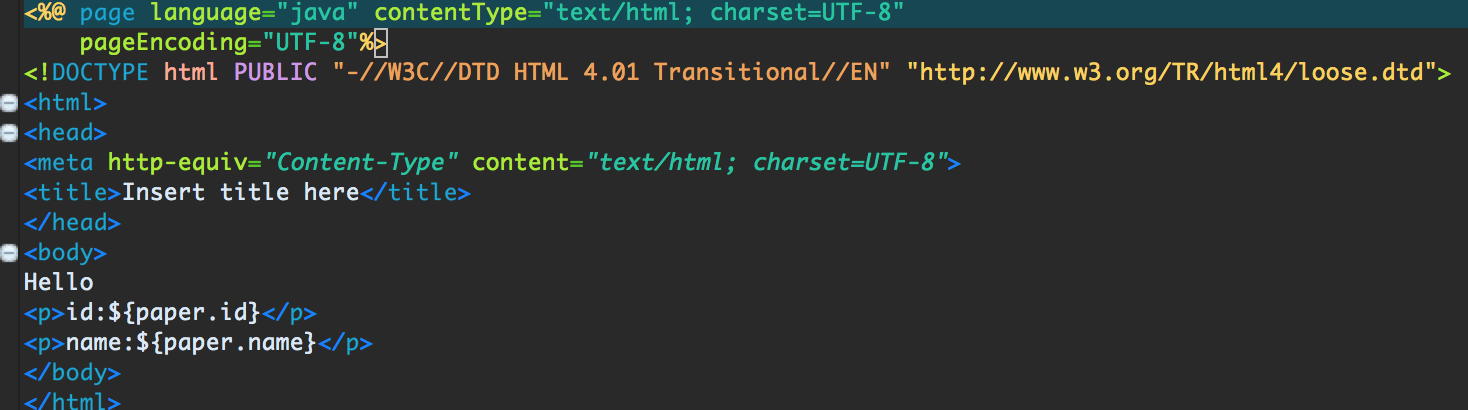 <%@ page language="java" contentType="text/html; charset=UTF-8"
    pageEncoding="UTF-8"%>
<!DOCTYPE html PUBLIC "-//W3C//DTD HTML 4.01 Transitional//EN" "http://www.w3.org/TR/html4/loose.dtd">
<html>
<head>
<meta http-equiv="Content-Type" content="text/html; charset=UTF-8">
<title>Insert title here</title>
</head>
<body>
Hello
<p>id:${paper.id}</p>
<p>name:${paper.name}</p>
</body>
</html>